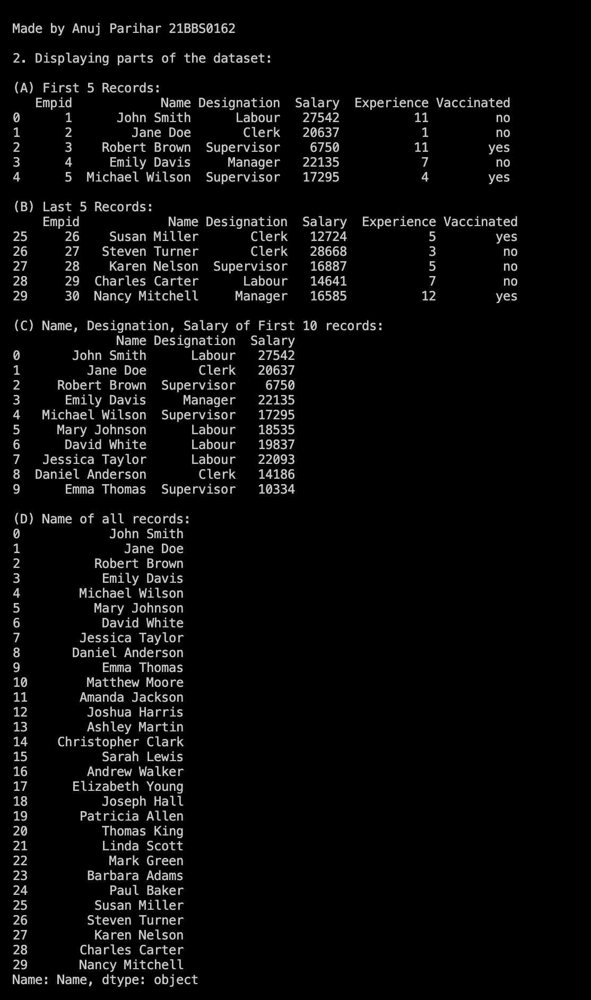 Made by Anuj Parihar 21BBS0162
2. Displaying parts of the dataset:
(A) First 5 Records:
   Empid            Name Designation  Salary  Experience Vaccinated
0      1      John Smith      Labour   27542          11         no
1      2        Jane Doe       Clerk   20637           1         no
2      3    Robert Brown  Supervisor    6750          11        yes
3      4     Emily Davis     Manager   22135           7         no
4      5  Michael Wilson  Supervisor   17295           4        yes
(B) Last 5 Records:
    Empid            Name Designation  Salary  Experience Vaccinated
25     26    Susan Miller       Clerk   12724           5        yes
26     27   Steven Turner       Clerk   28668           3         no
27     28    Karen Nelson  Supervisor   16887           5         no
28     29  Charles Carter      Labour   14641           7         no
29     30  Nancy Mitchell     Manager   16585          12        yes
(C) Name, Designation, Salary of First 10 records:
              Name Designation  Salary
0       John Smith      Labour   27542
1         Jane Doe       Clerk   20637
2     Robert Brown  Supervisor    6750
3      Emily Davis     Manager   22135
4   Michael Wilson  Supervisor   17295
5     Mary Johnson      Labour   18535
6      David White      Labour   19837
7   Jessica Taylor      Labour   22093
8  Daniel Anderson       Clerk   14186
9      Emma Thomas  Supervisor   10334
(D) Name of all records:
0            John Smith
1              Jane Doe
2          Robert Brown
3           Emily Davis
4        Michael Wilson
5          Mary Johnson
6           David White
7        Jessica Taylor
8       Daniel Anderson
9           Emma Thomas
10        Matthew Moore
11       Amanda Jackson
12        Joshua Harris
13        Ashley Martin
14    Christopher Clark
15          Sarah Lewis
16        Andrew Walker
17      Elizabeth Young
18          Joseph Hall
19       Patricia Allen
20          Thomas King
21          Linda Scott
22           Mark Green
23        Barbara Adams
24           Paul Baker
25         Susan Miller
26        Steven Turner
27         Karen Nelson
28       Charles Carter
29       Nancy Mitchell
Name: Name, dtype: object